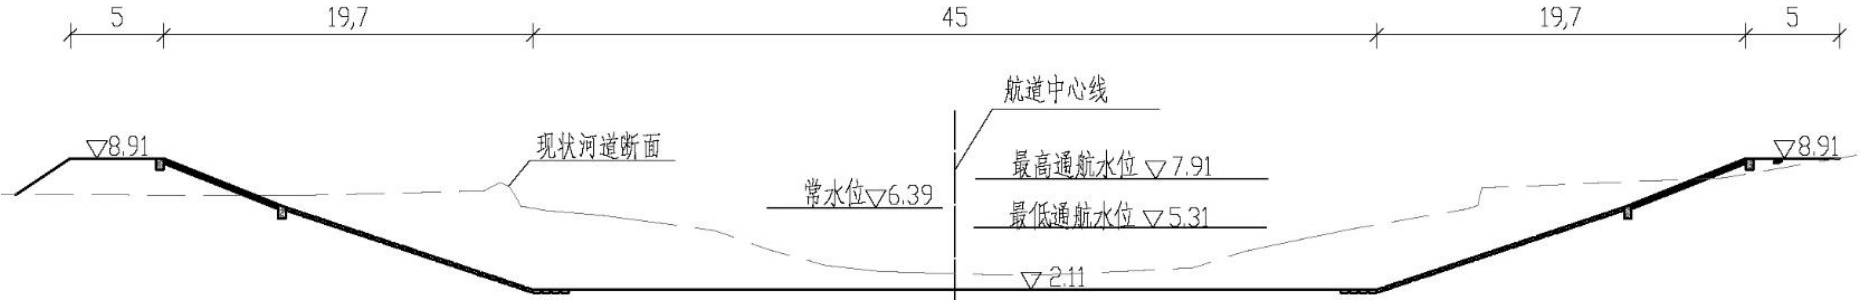 5
19,7
45
19,7
5
航道中心线
现状河道断面
8.91
最高通航水位 7.91
8.91
常水位 6.39
最低通航水位 5.31
2.11